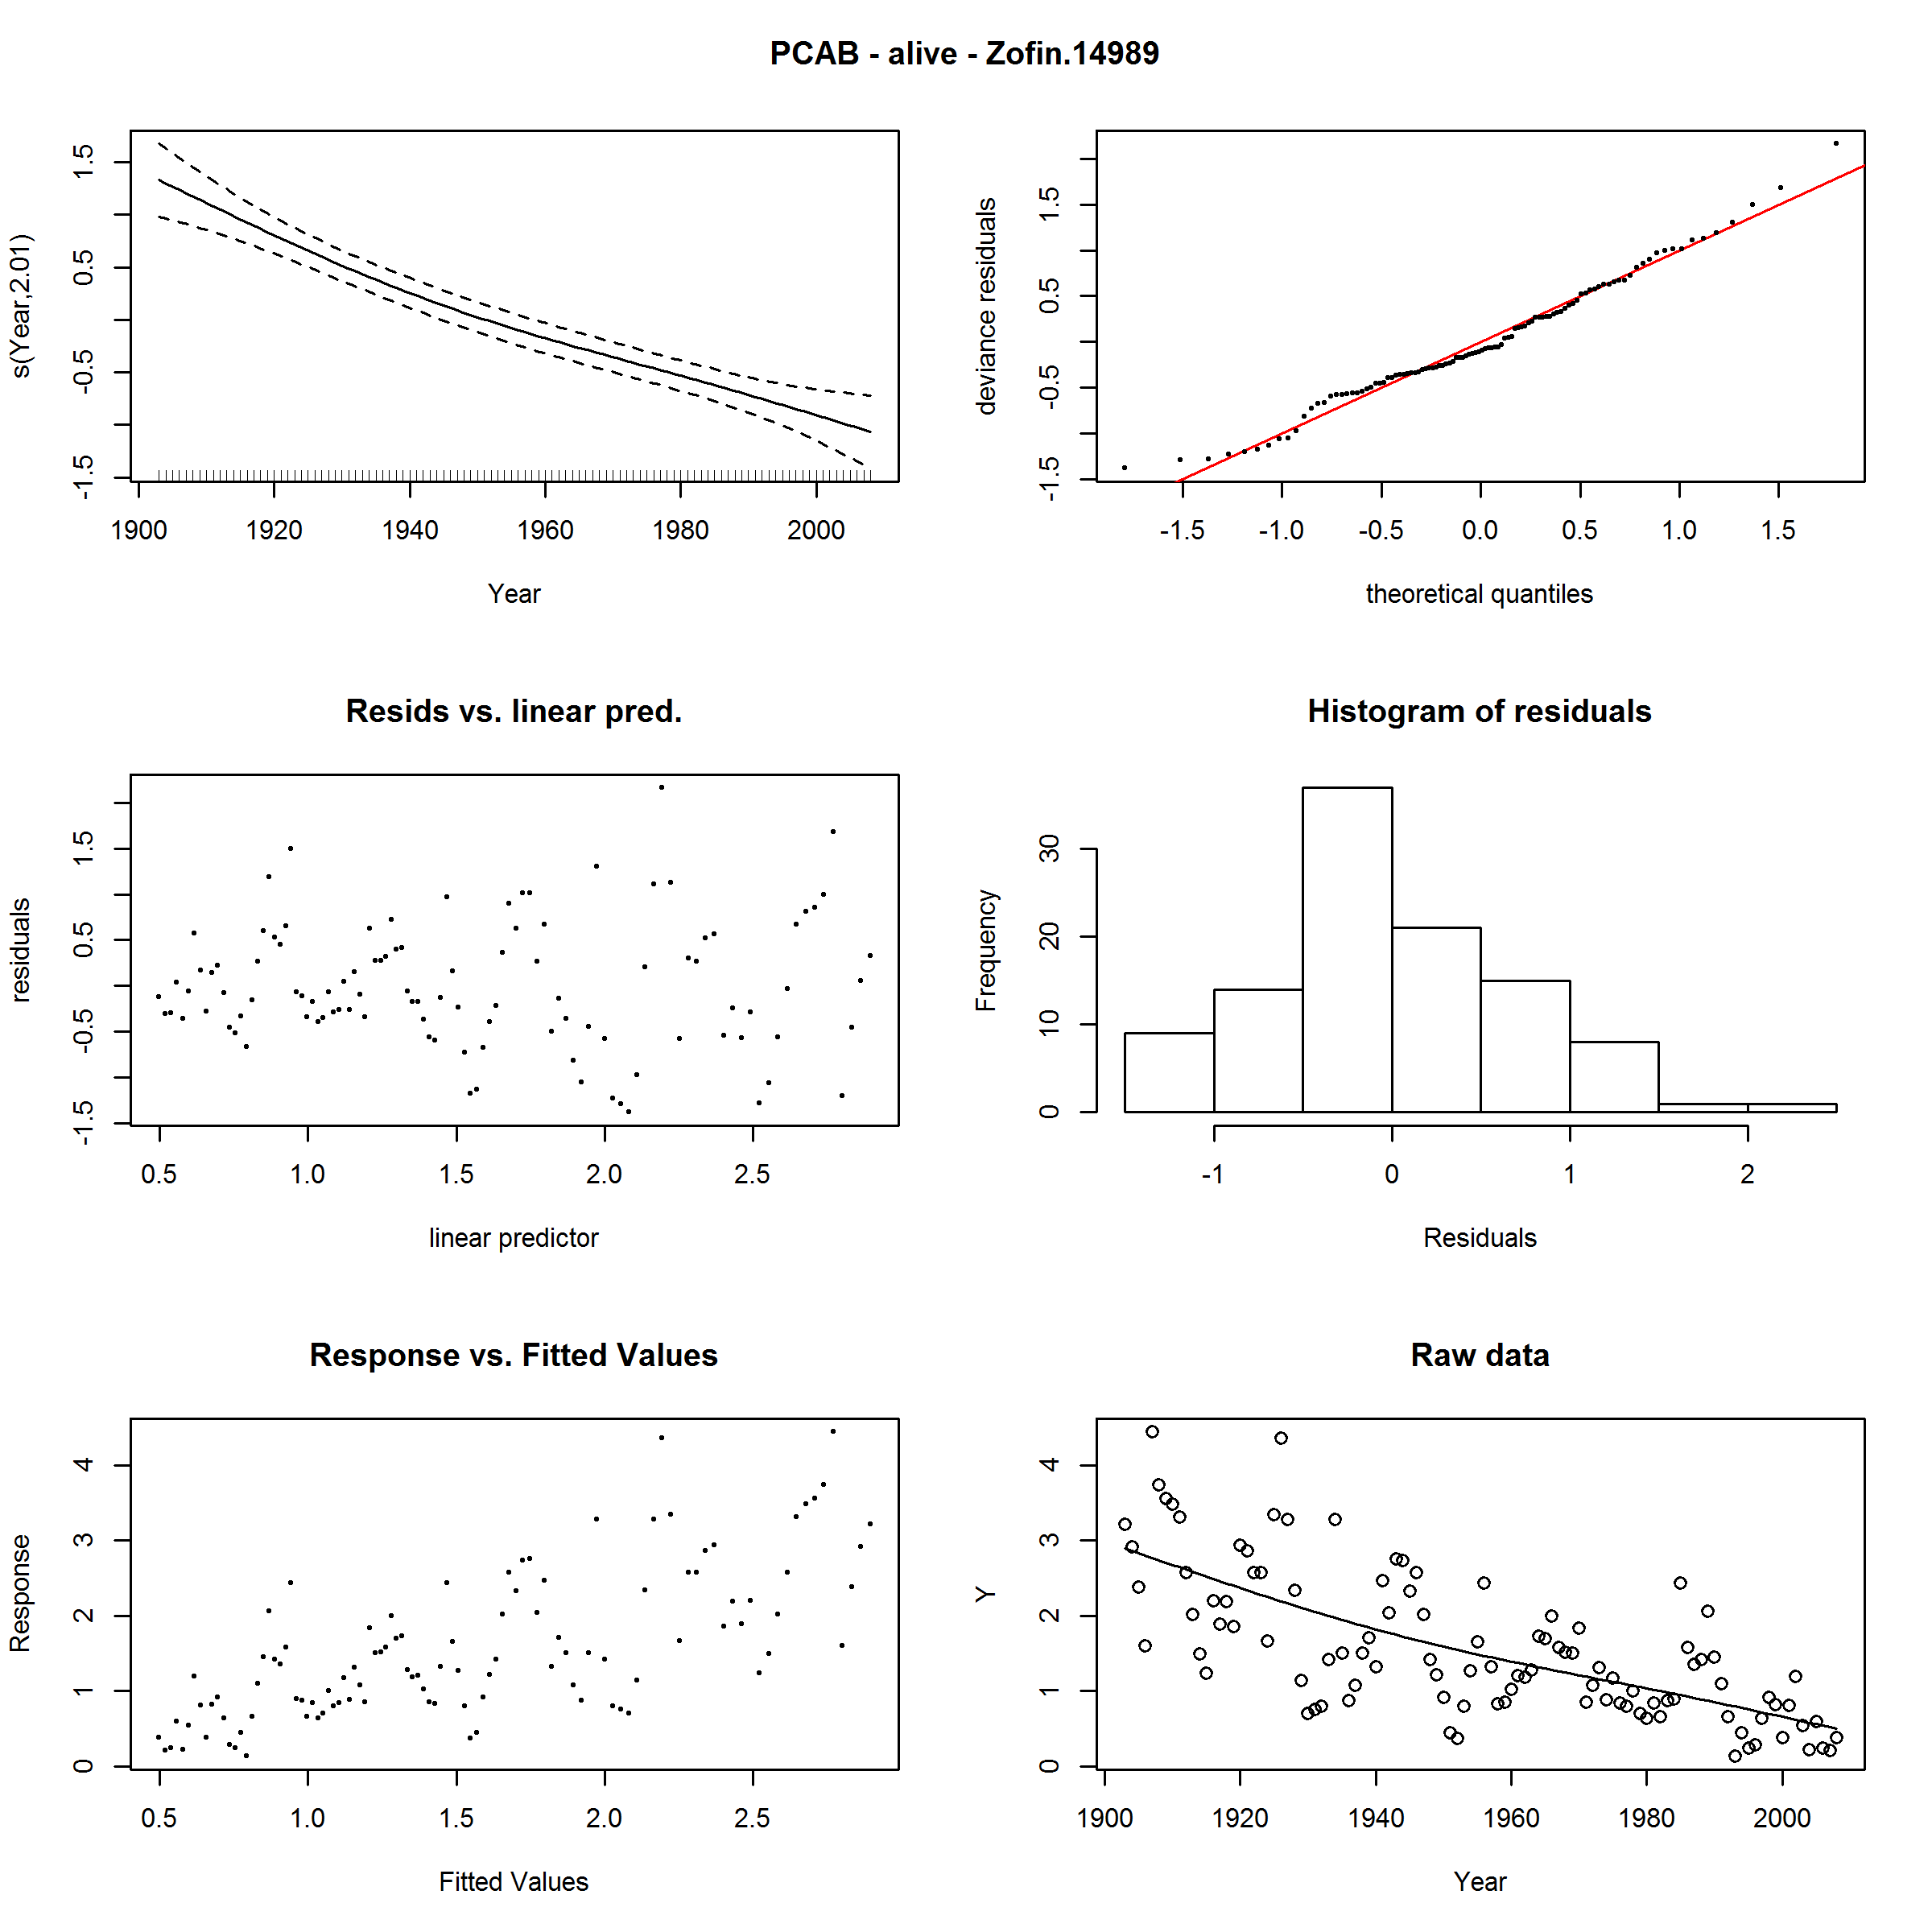 PCAB - alive - Zofin.14989
s(Year,2.01)
-1.5 -0.5 0.5 1.5
1900 1920 1940 1960 1980 2000
Year
deviance residuals
-1.5 -0.5 0.5 1.5
-1.5 -1.0 -0.5 0.0 0.5 1.0 1.5
theoretical quantiles
Resids vs. linear pred.
residuals
-1.5 -0.5 0.5 1.5
0.5 1.0 1.5 2.0 2.5
linear predictor
Histogram of residuals
Frequency
0 10 20 30
-1 0 1 2
Residuals
Response vs. Fitted Values
Response
0 1 2 3 4
0.5 1.0 1.5 2.0 2.5
Fitted Values
Raw data
Y
0 1 2 3 4
1900 1920 1940 1960 1980 2000
Year